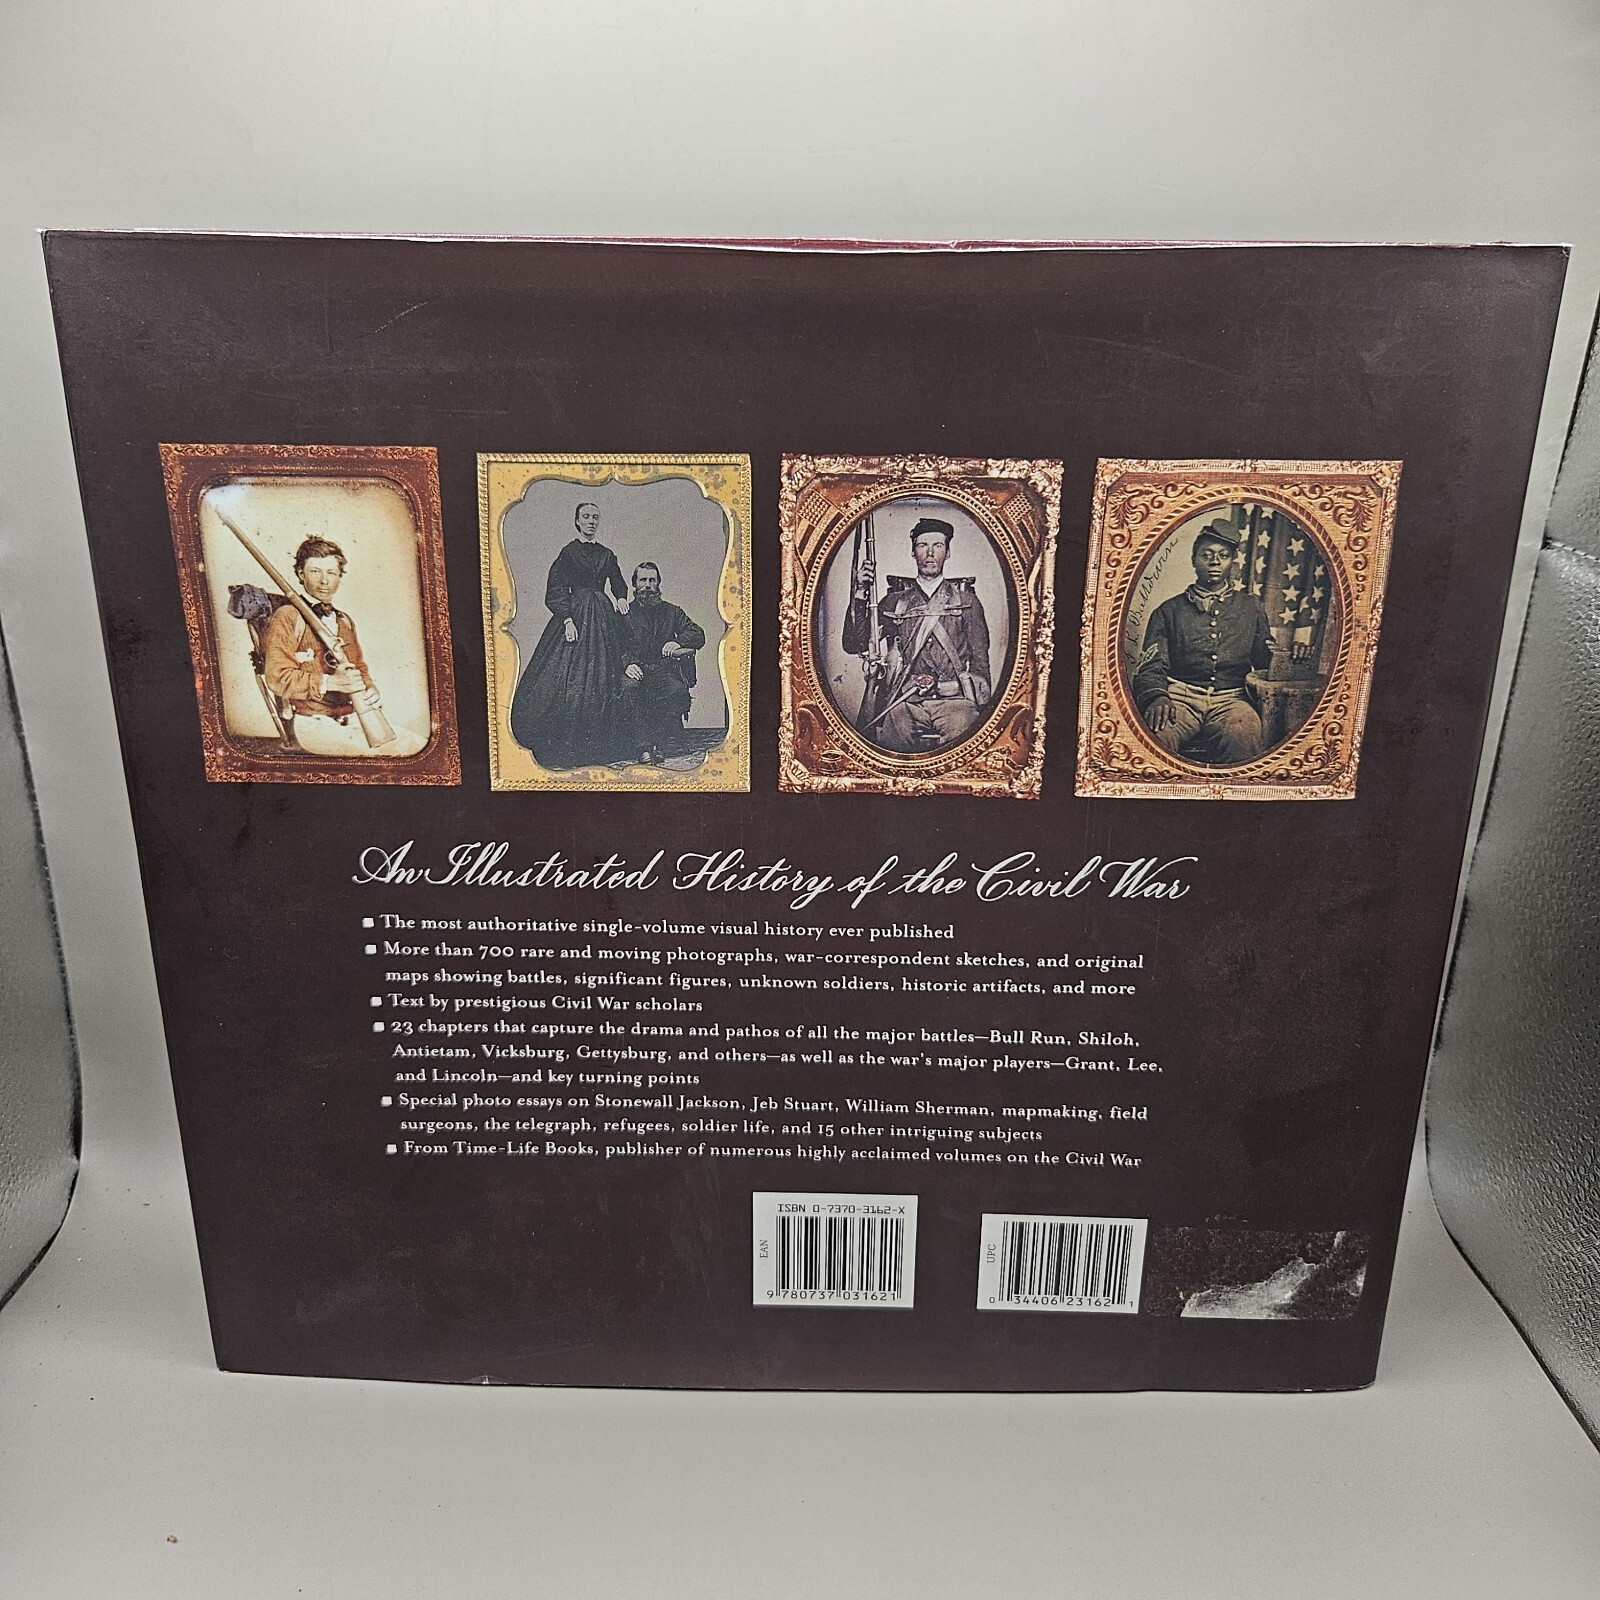 An Illustrated History of the Civil War
▪ The most authoritative single-volume visual history ever published
▪ More than 700 rare and moving photographs, war-correspondent sketches, and original
maps showing battles, significant figures, unknown soldiers, historic artifacts, and more
▪ Text by prestigious Civil War scholars
▪ 23 chapters that capture the drama and pathos of all the major battles—Bull Run, Shiloh,
Antietam, Vicksburg, Gettysburg, and others—as well as the war's major players—Grant, Lee,
and Lincoln—and key turning points
▪ Special photo essays on Stonewall Jackson, Jeb Stuart, William Sherman, mapmaking, field
surgeons, the telegraph, refugees, soldier life, and 15 other intriguing subjects
▪ From Time-Life Books, publisher of numerous highly acclaimed volumes on the Civil War
ISBN 0-7370-3162-X
EAN
9 780737 031621
UPC
0 34406 23162 1